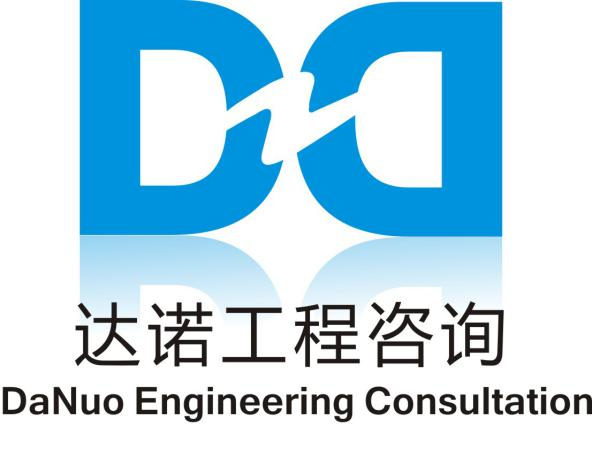 达诺工程咨询
DaNuo Engineering Consultation